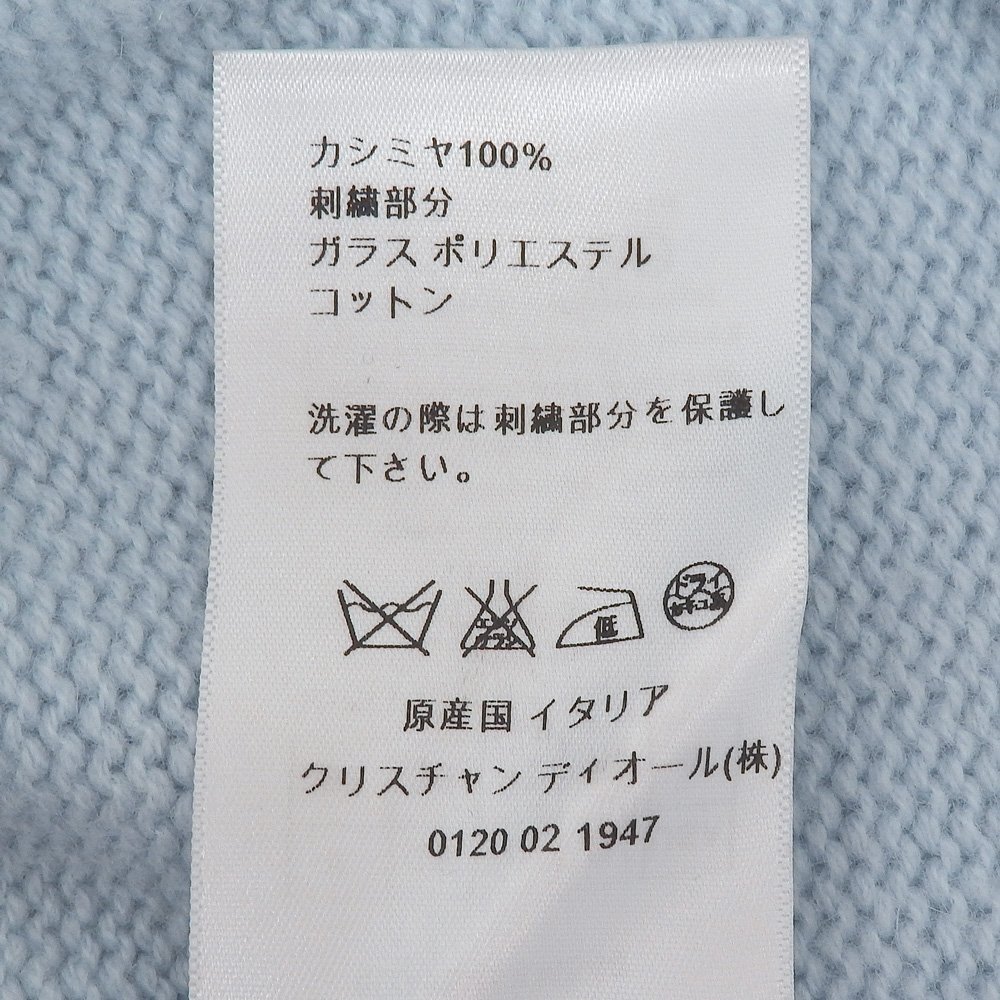 カシミヤ100%
刺繍部分
ガラス ポリエステル
コットン
洗濯の際は刺繍部分を保護し
て下さい。
低
ドライ
原産国 イタリア
クリスチャン ディオール(株)
0120 02 1947